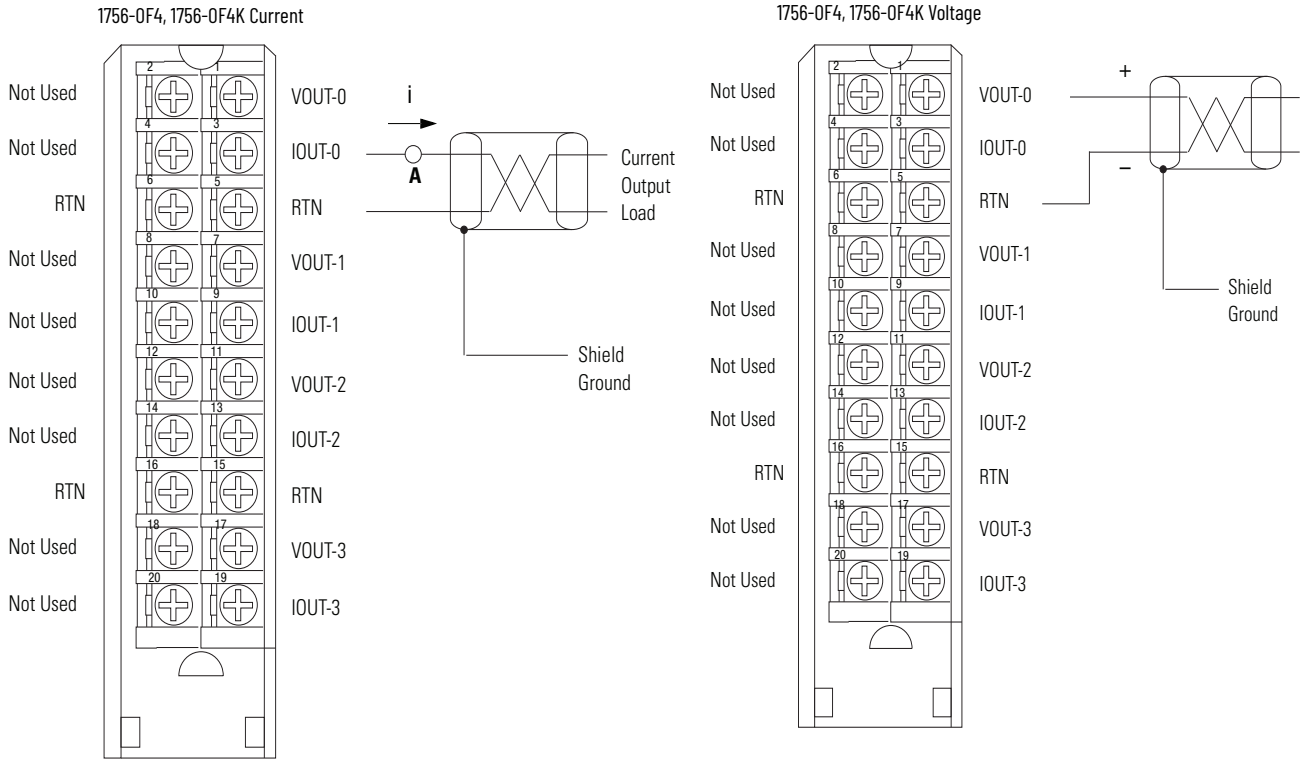 1756-OF4, 1756-OF4K Current
2 1
Not Used VOUT-0
4 3
Not Used IOUT-0
6 5
RTN RTN
8 7
Not Used VOUT-1
10 9
Not Used IOUT-1
12 11
Not Used VOUT-2
14 13
Not Used IOUT-2
16 15
RTN RTN
18 17
Not Used VOUT-3
20 19
Not Used IOUT-3
i
A
Current
Output
Load
Shield
Ground
1756-OF4, 1756-OF4K Voltage
2 1
Not Used VOUT-0
4 3
Not Used IOUT-0
6 5
RTN RTN
8 7
Not Used VOUT-1
10 9
Not Used IOUT-1
12 11
Not Used VOUT-2
14 13
Not Used IOUT-2
16 15
RTN RTN
18 17
Not Used VOUT-3
20 19
Not Used IOUT-3
+
–
Shield
Ground